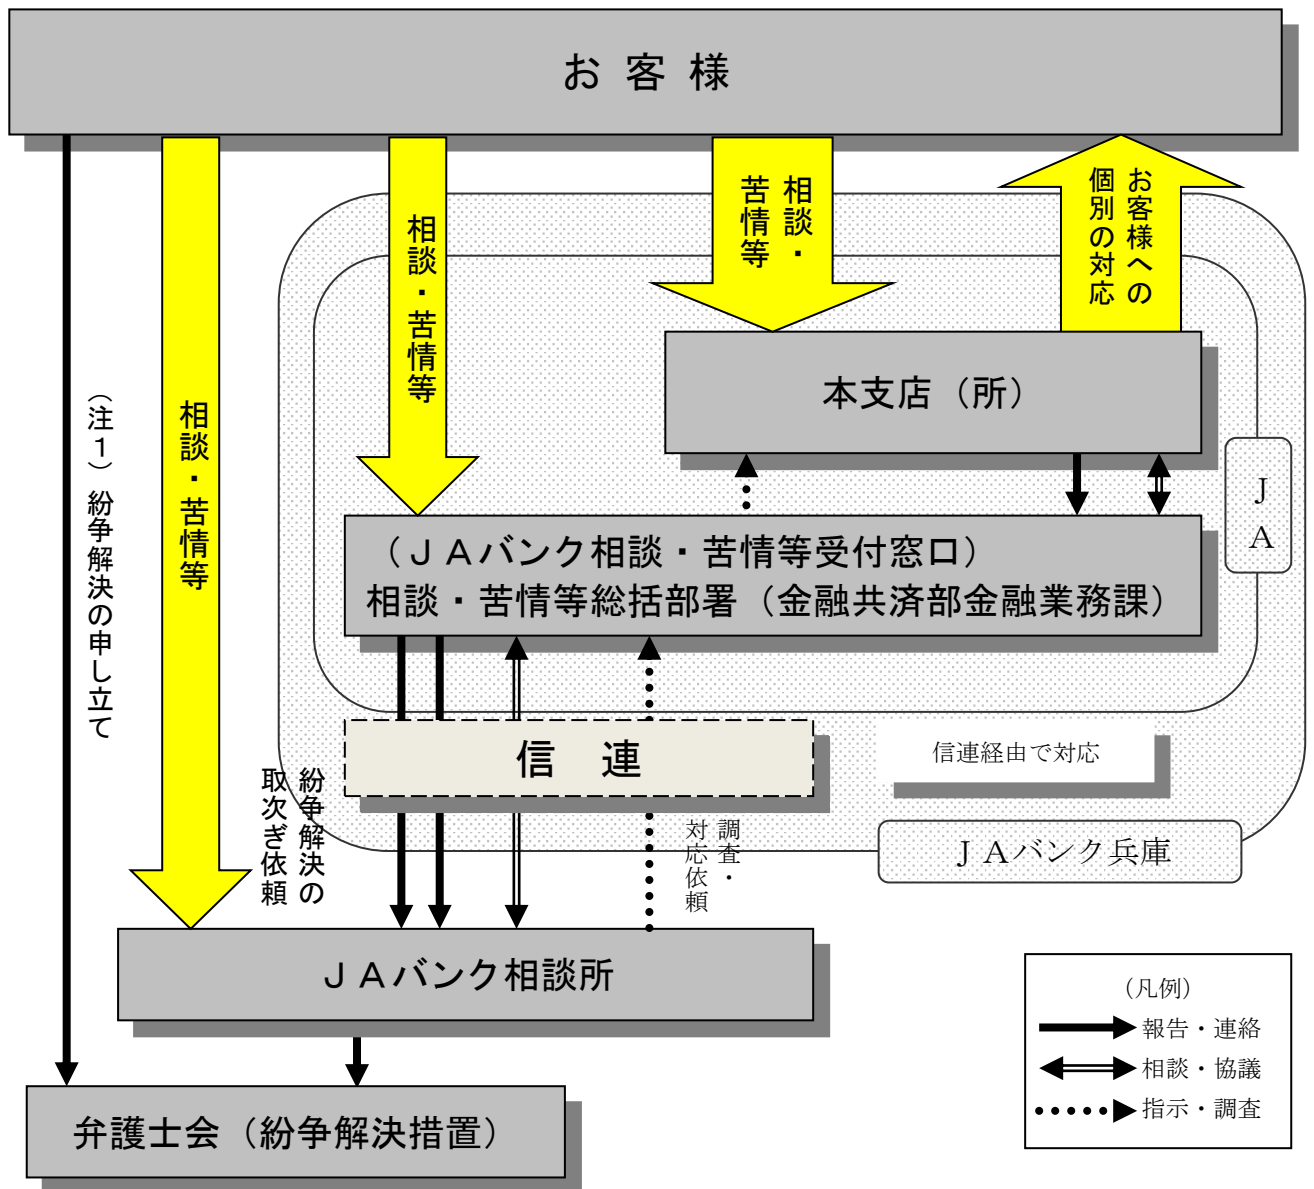 お 客 様
相談・
苦情等
お客様への
個別の対応
相談・苦情等
相談・苦情等
(注1)紛争解決の申し立て
本支店(所)
JA
(JAバンク相談・苦情等受付窓口)
相談・苦情等総括部署(金融共済部金融業務課)
信 連
信連経由で対応
紛争解決の
取次ぎ依頼
調査・
対応依頼
JAバンク兵庫
JAバンク相談所
弁護士会(紛争解決措置)
(凡例)
報告・連絡
相談・協議
指示・調査